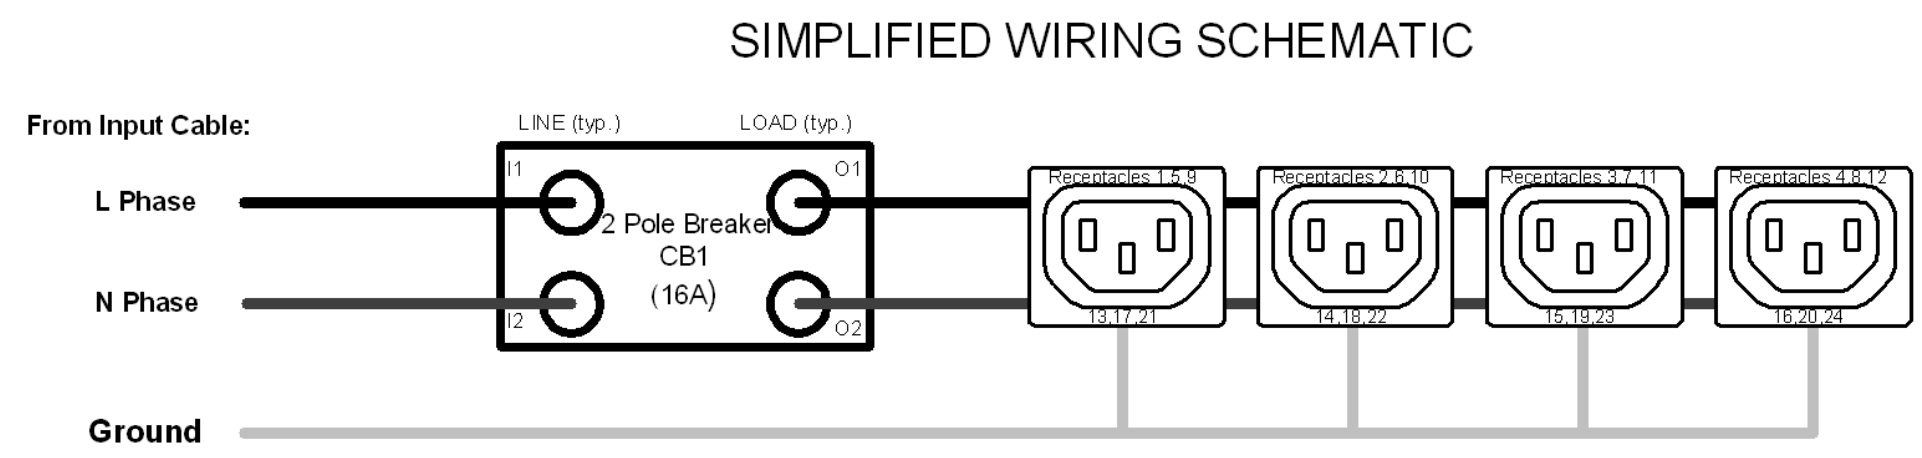 SIMPLIFIED WIRING SCHEMATIC
From Input Cable:
LINE (typ.)
LOAD (typ.)
I1
O1
L Phase
2 Pole Breaker
CB1
(16A)
N Phase
I2
O2
Receptacles 1,5,9
13,17,21
Receptacles 2,6,10
14,18,22
Receptacles 3,7,11
15,19,23
Receptacles 4,8,12
16,20,24
Ground